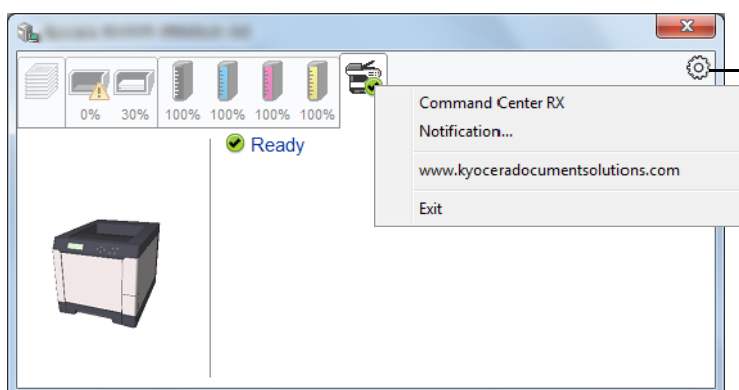 0% 30% 100% 100% 100% 100%
Ready
Command Center RX
Notification...
www.kyoceradocumentsolutions.com
Exit